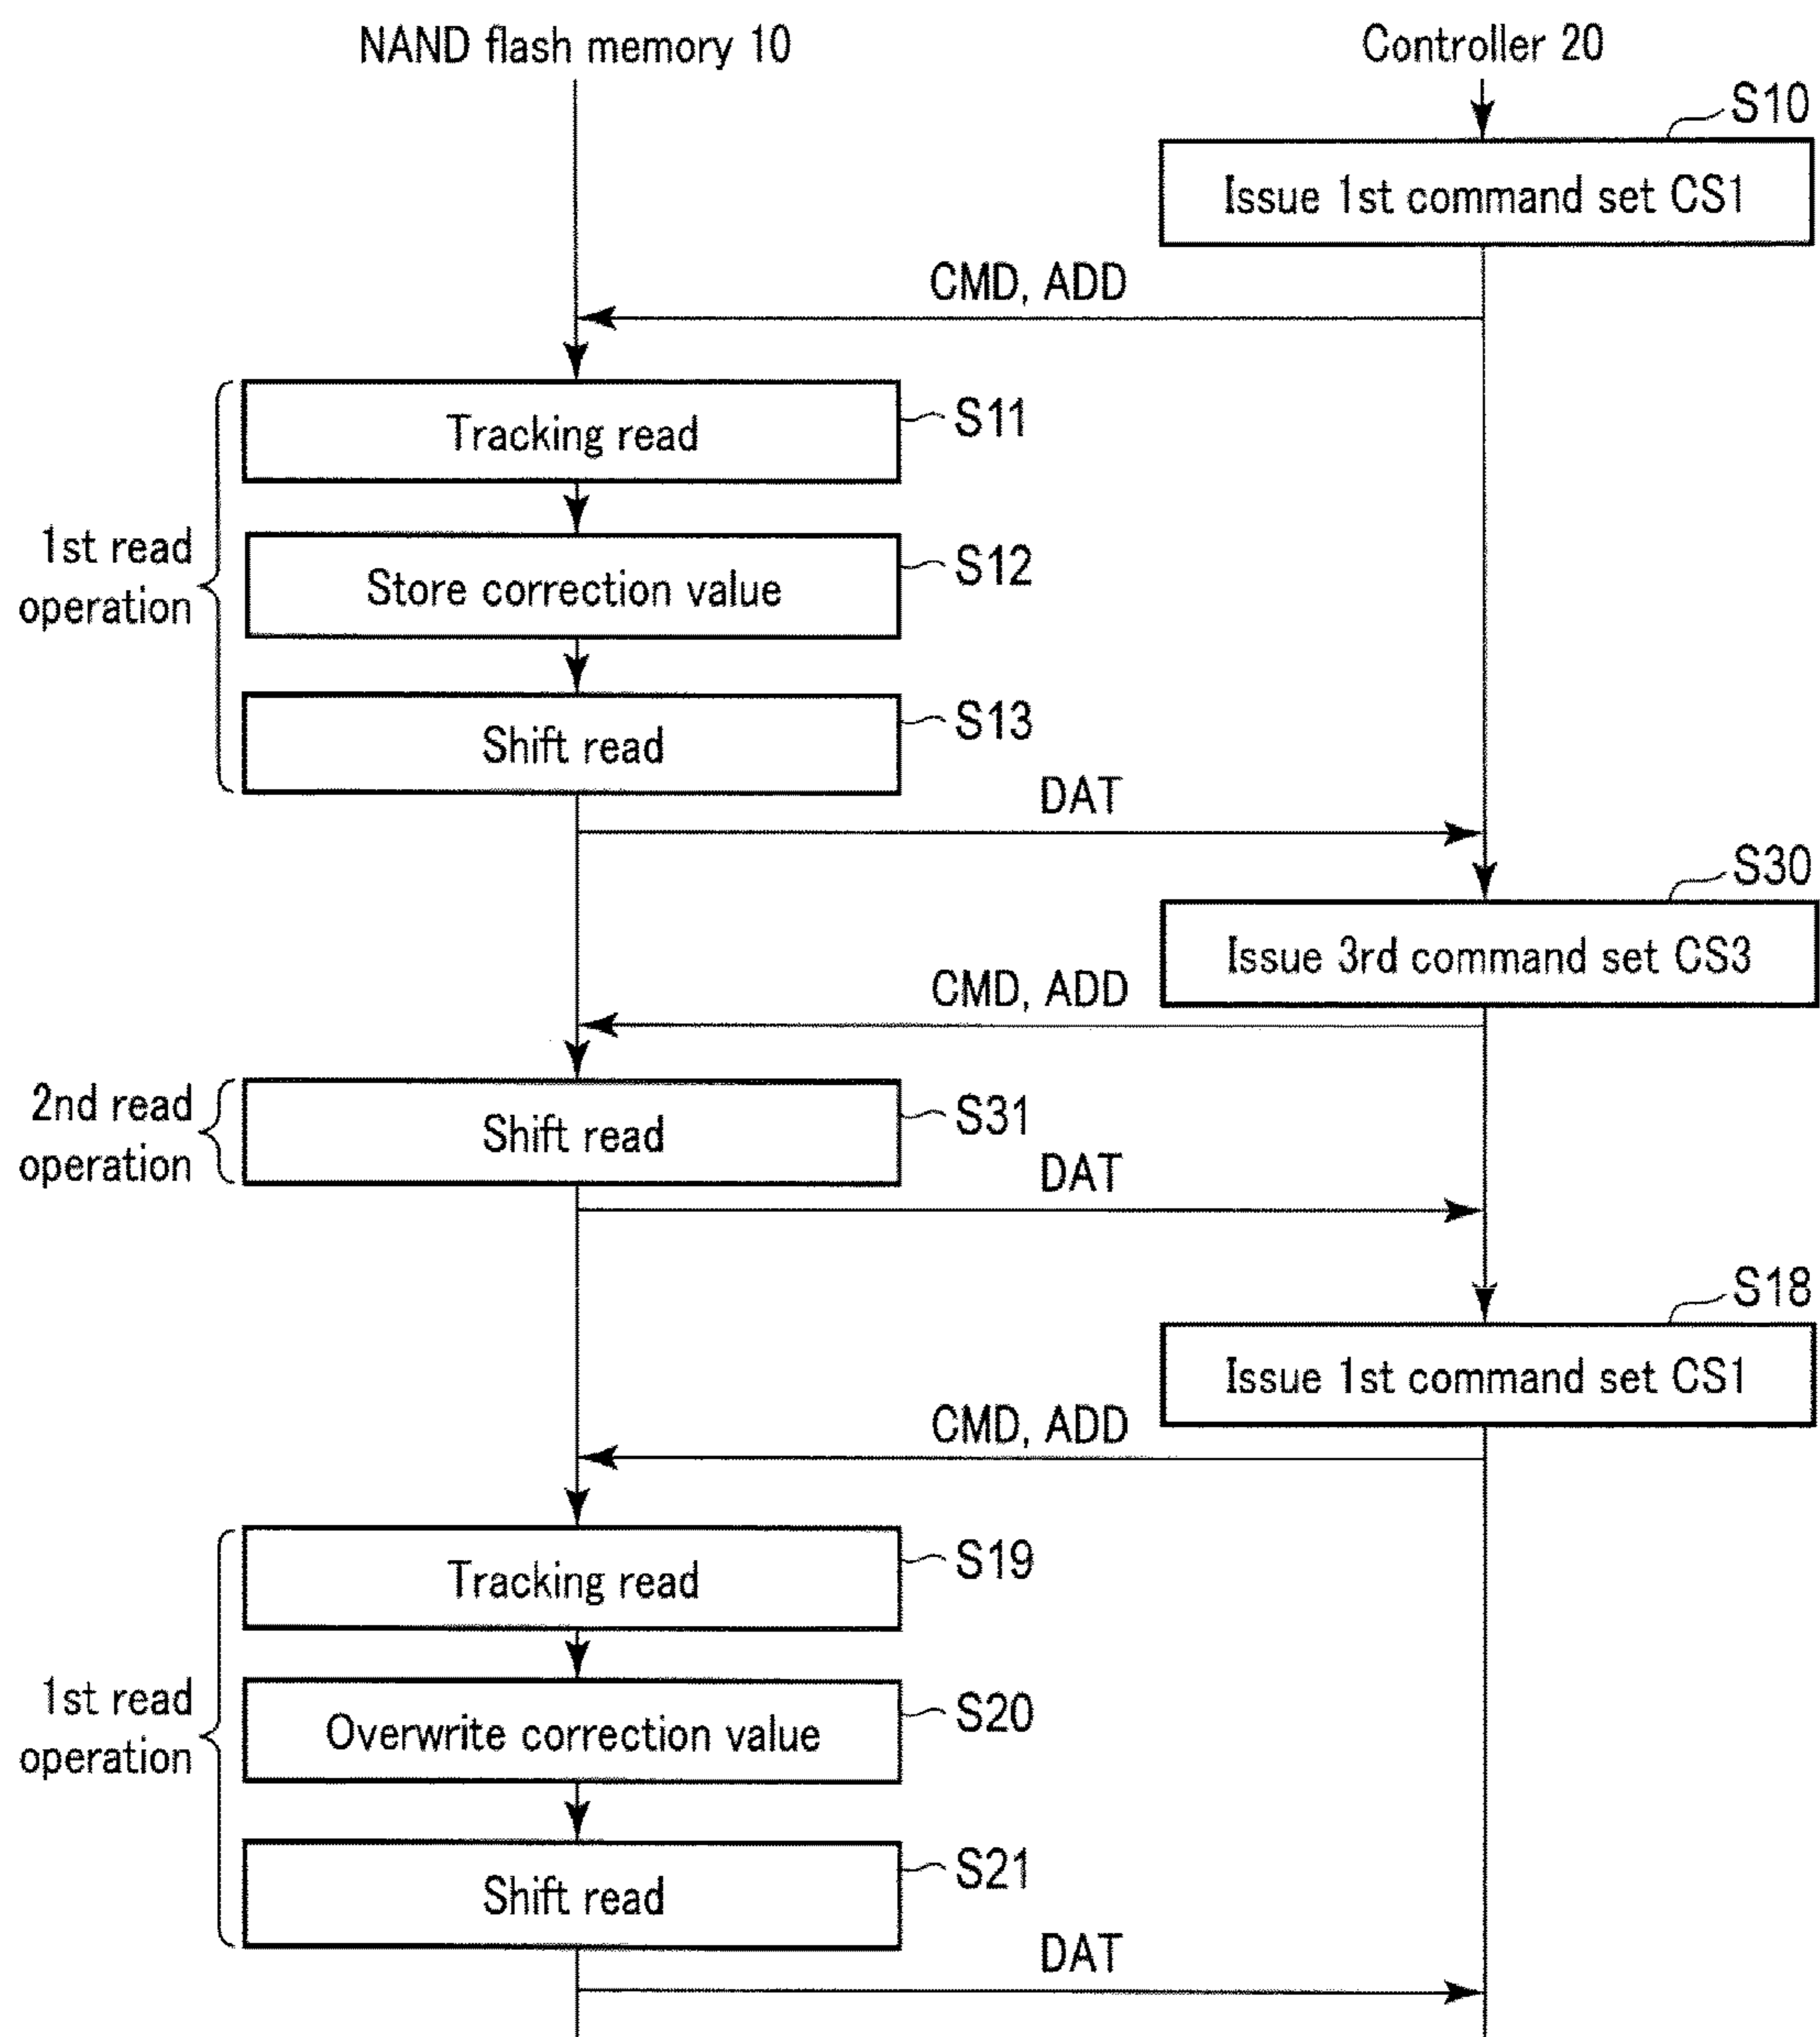 NAND flash memory 10
Controller 20
S10
Issue 1st command set CS1
CMD, ADD
Tracking read
S11
1st read
operation
Store correction value
S12
Shift read
S13
DAT
S30
Issue 3rd command set CS3
CMD, ADD
2nd read
operation
Shift read
S31
DAT
S18
Issue 1st command set CS1
CMD, ADD
Tracking read
S19
1st read
operation
Overwrite correction value
S20
Shift read
S21
DAT